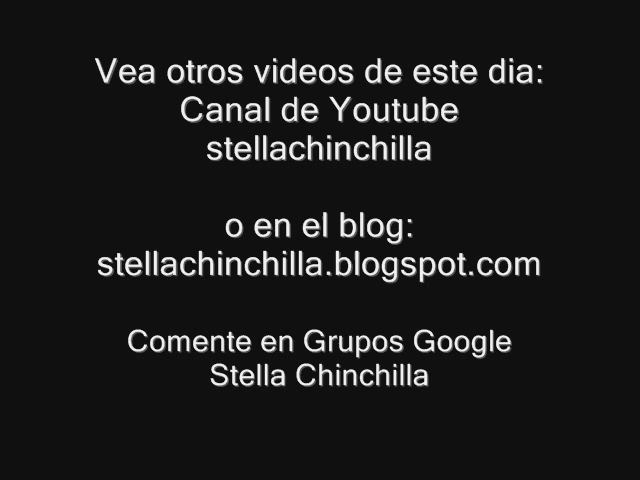 Vea otros videos de este dia:
Canal de Youtube
stellachinchilla
o en el blog:
stellachinchilla.blogspot.com
Comente en Grupos Google
Stella Chinchilla